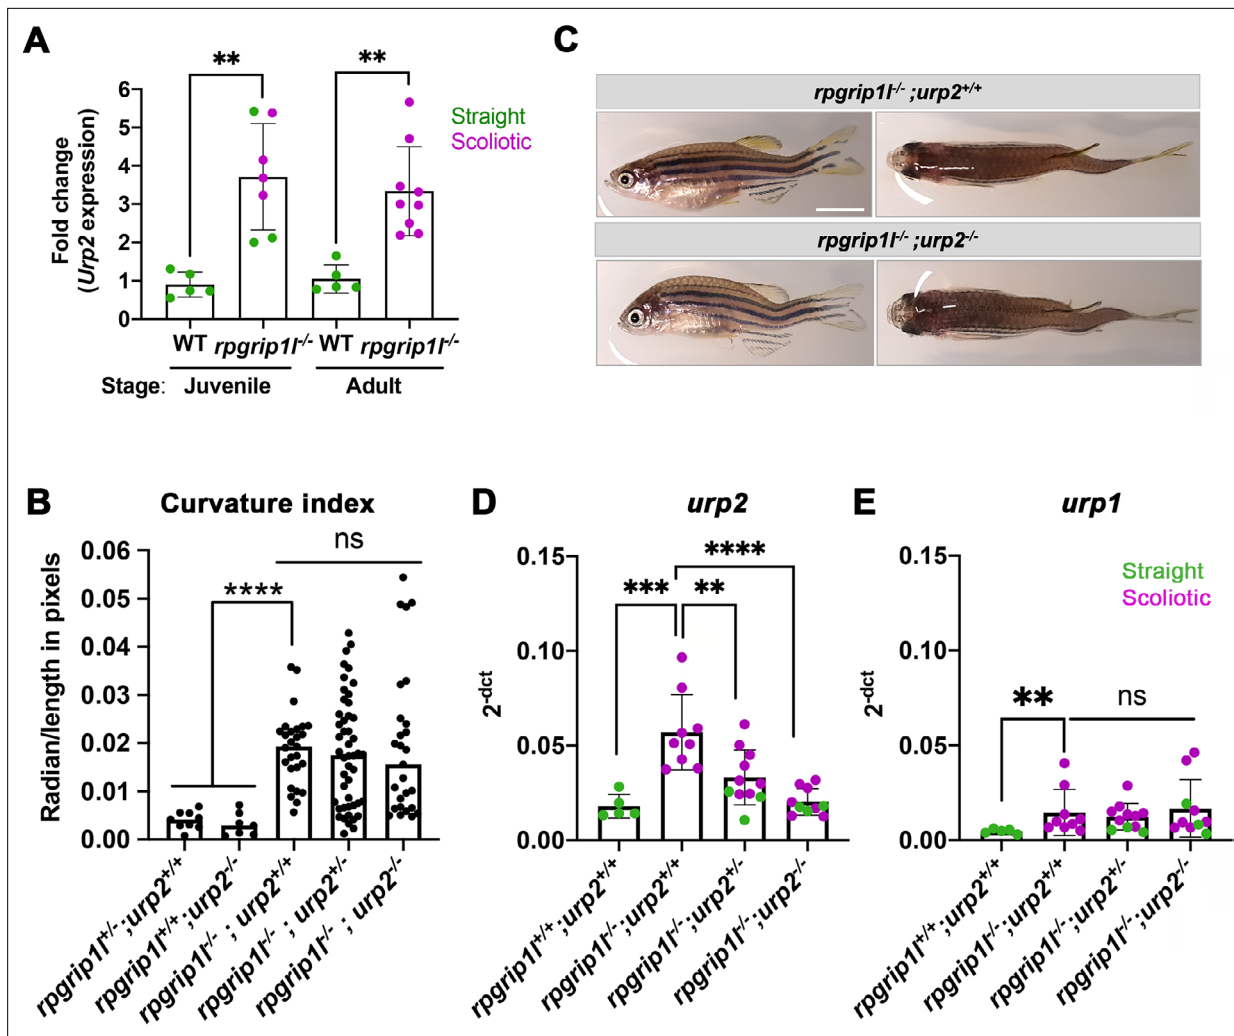 A
Fold change
(Urp2 expression)
6
5
4
3
2
1
0
**
**
Straight
Scoliotic
WT rpgrip1l-/- WT rpgrip1l-/-
Stage: Juvenile Adult
C
rpgrip1l-/- ;urp2+/+
rpgrip1l-/- ;urp2-/-
B
Curvature index
Radian/length in pixels
0.06
0.05
0.04
0.03
0.02
0.01
0.00
****
ns
rpgrip1l+/-;urp2+/+
rpgrip1l+/+;urp2-/-
rpgrip1l-/- ; urp2+/+
rpgrip1l-/- ; urp2+/-
rpgrip1l-/- ; urp2-/-
D
urp2
2-dct
0.15
0.10
0.05
0.00
***
**
****
rpgrip1l+/+;urp2+/+
rpgrip1l-/-;urp2+/+
rpgrip1l-/-;urp2+/-
rpgrip1l-/-;urp2-/-
E
urp1
2-dct
0.15
0.10
0.05
0.00
Straight
Scoliotic
**
ns
rpgrip1l+/+;urp2+/+
rpgrip1l-/-;urp2+/+
rpgrip1l-/-;urp2+/-
rpgrip1l-/-;urp2-/-